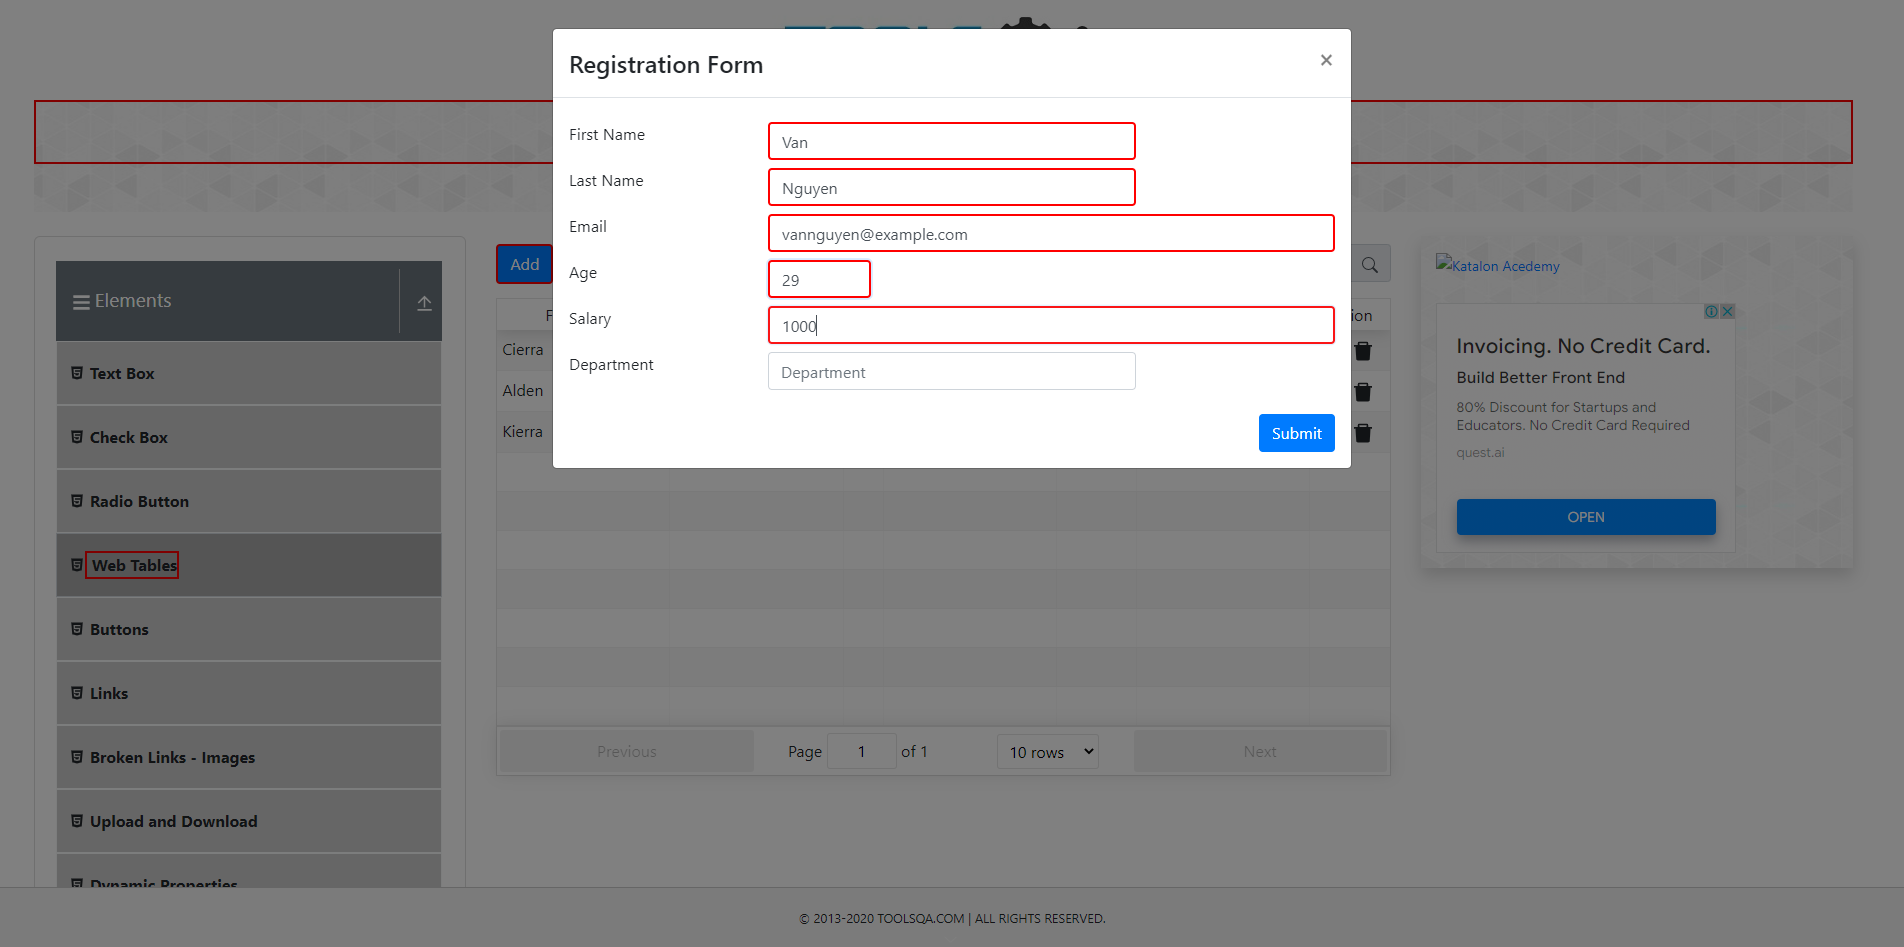 Registration Form
×
First Name
Van
Last Name
Nguyen
Email
vannguyen@example.com
Age
29
Salary
1000
Department
Department
Submit
Elements
Text Box
Check Box
Radio Button
Web Tables
Buttons
Links
Broken Links - Images
Upload and Download
Dynamic Properties
Add
F
ion
Cierra
Alden
Kierra
Previous
Page 1 of 1
10 rows
Next
Katalon Acedemy
Invoicing. No Credit Card.
Build Better Front End
80% Discount for Startups and
Educators. No Credit Card Required
quest.ai
OPEN
© 2013-2020 TOOLSQA.COM | ALL RIGHTS RESERVED.